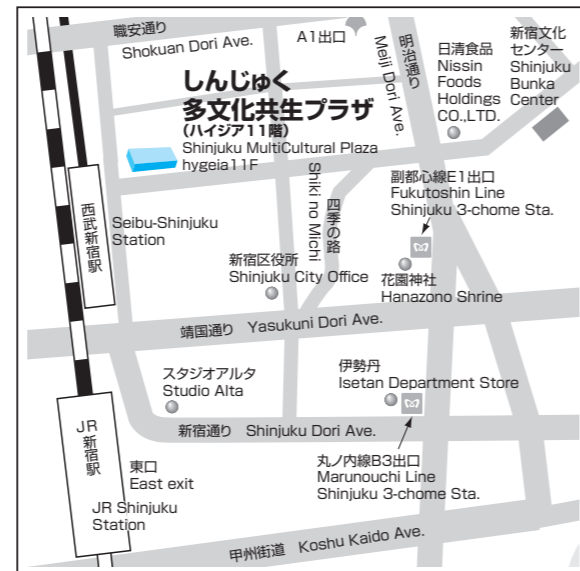 職安通り
Shokuan Dori Ave.
A1出口
明治通り
Meiji Dori Ave.
日清食品
Nissin
Foods
Holdings
CO.,LTD.
新宿文化
センター
Shinjuku
Bunka
Center
しんじゅく
多文化共生プラザ
(ハイジア11階)
Shinjuku MultiCultural Plaza
hygeia11F
副都心線E1出口
Fukutoshin Line
Shinjuku 3-chome Sta.
四季の路
Shiki no Michi
西武新宿駅
Seibu-Shinjuku
Station
新宿区役所
Shinjuku City Office
花園神社
Hanazono Shrine
靖国通り Yasukuni Dori Ave.
スタジオアルタ
Studio Alta
伊勢丹
Isetan Department Store
新宿通り Shinjuku Dori Ave.
JR新宿駅
東口
East exit
JR Shinjuku
Station
丸ノ内線B3出口
Marunouchi Line
Shinjuku 3-chome Sta.
甲州街道 Koshu Kaido Ave.